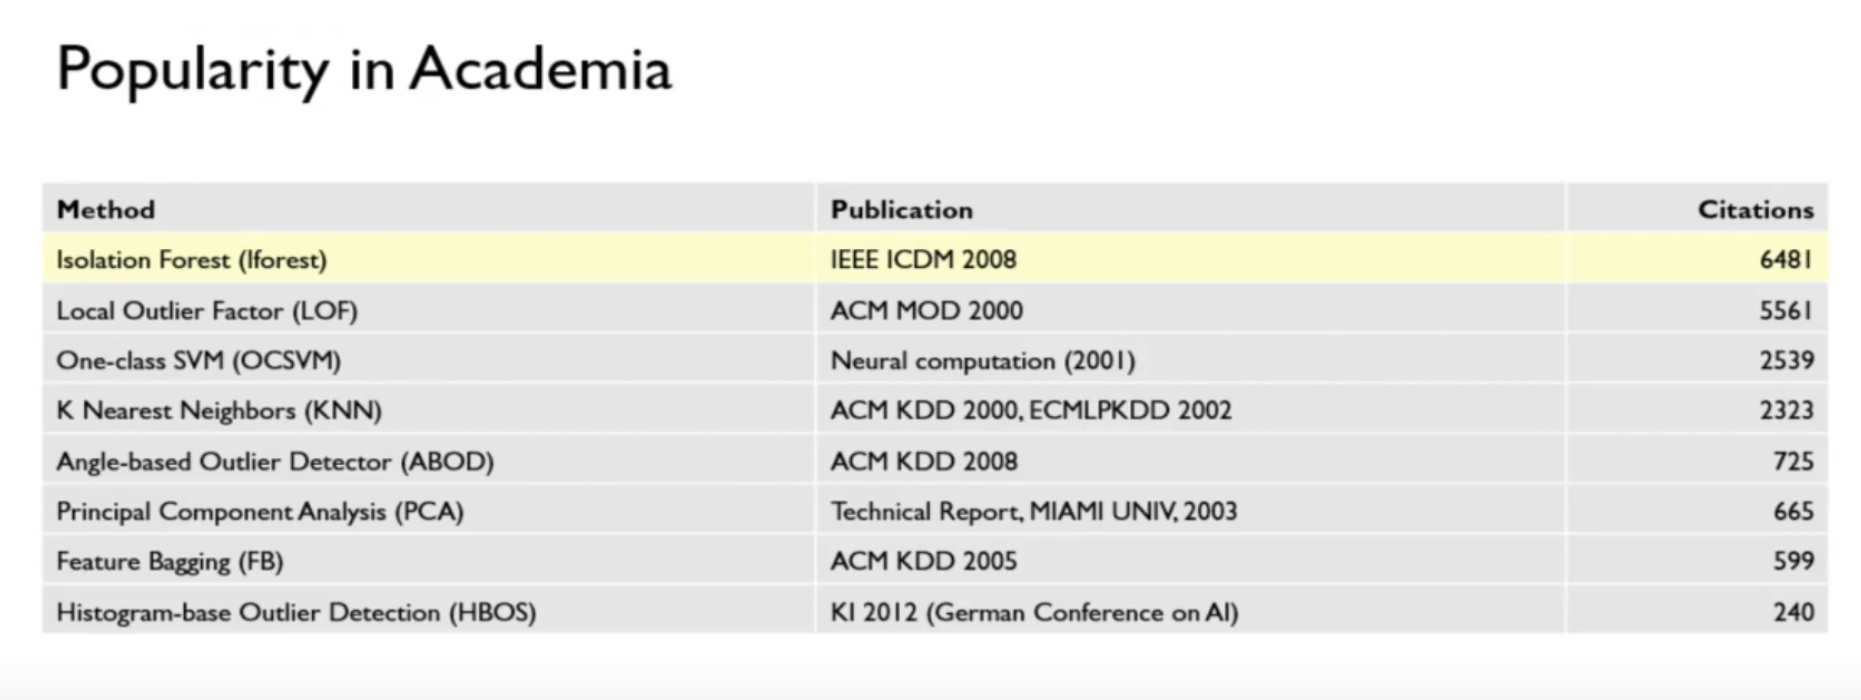 Popularity in Academia
Method Publication Citations
Isolation Forest (Iforest) IEEE ICDM 2008 6481
Local Outlier Factor (LOF) ACM MOD 2000 5561
One-class SVM (OCSVM) Neural computation (2001) 2539
K Nearest Neighbors (KNN) ACM KDD 2000, ECMLPKDD 2002 2323
Angle-based Outlier Detector (ABOD) ACM KDD 2008 725
Principal Component Analysis (PCA) Technical Report, MIAMI UNIV, 2003 665
Feature Bagging (FB) ACM KDD 2005 599
Histogram-base Outlier Detection (HBOS) KI 2012 (German Conference on AI) 240